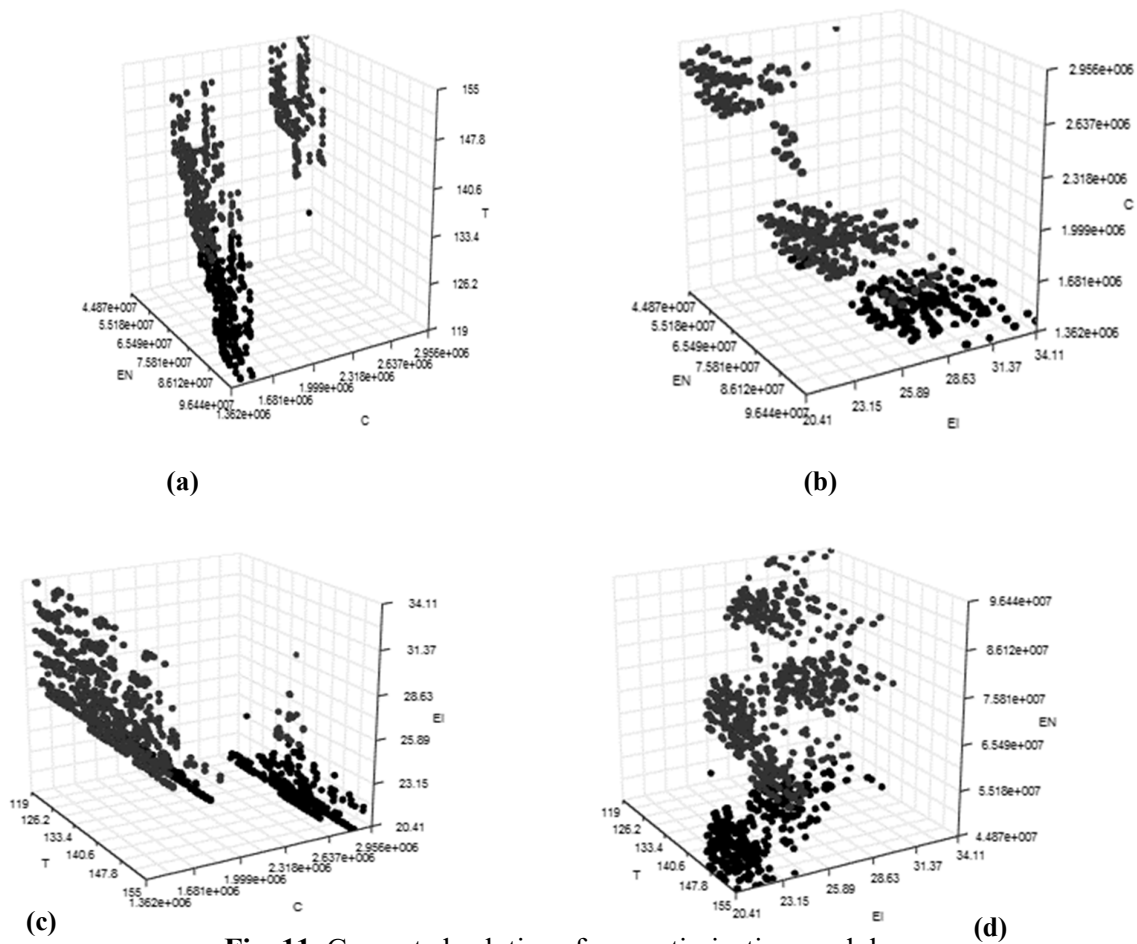 155
147.8
140.6
T
133.4
126.2
119
4.487e+007
5.518e+007
6.549e+007
7.581e+007
8.612e+007
9.644e+007
EN
1.362e+006
1.681e+006
1.999e+006
2.318e+006
2.637e+006
2.956e+006
C
(a)
2.956e+006
2.637e+006
2.318e+006
C
1.999e+006
1.681e+006
1.362e+006
4.487e+007
5.518e+007
6.549e+007
7.581e+007
8.612e+007
9.644e+007
EN
20.41
23.15
25.89
28.63
31.37
34.11
EI
(b)
34.11
31.37
28.63
EI
25.89
23.15
20.41
119
126.2
133.4
140.6
147.8
155
T
1.362e+006
1.681e+006
1.999e+006
2.318e+006
2.637e+006
2.956e+006
C
(c)
9.644e+007
8.612e+007
7.581e+007
EN
6.549e+007
5.518e+007
4.487e+007
119
126.2
133.4
140.6
147.8
155
T
20.41
23.15
25.89
28.63
31.37
34.11
EI
(d)